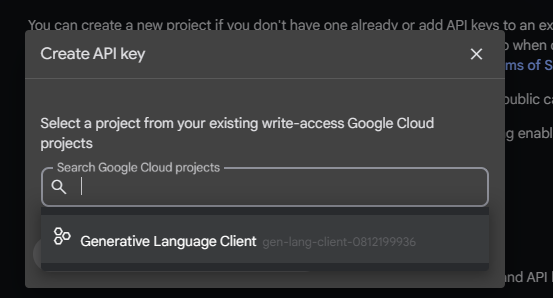 You can create a new project if you don't have one already or add API keys to an ex
Create API key
o when
ms of S
public ca
Select a project from your existing write-access Google Cloud
projects
g enabl
Search Google Cloud projects
Generative Language Client gen-lang-client-0812199936
and API